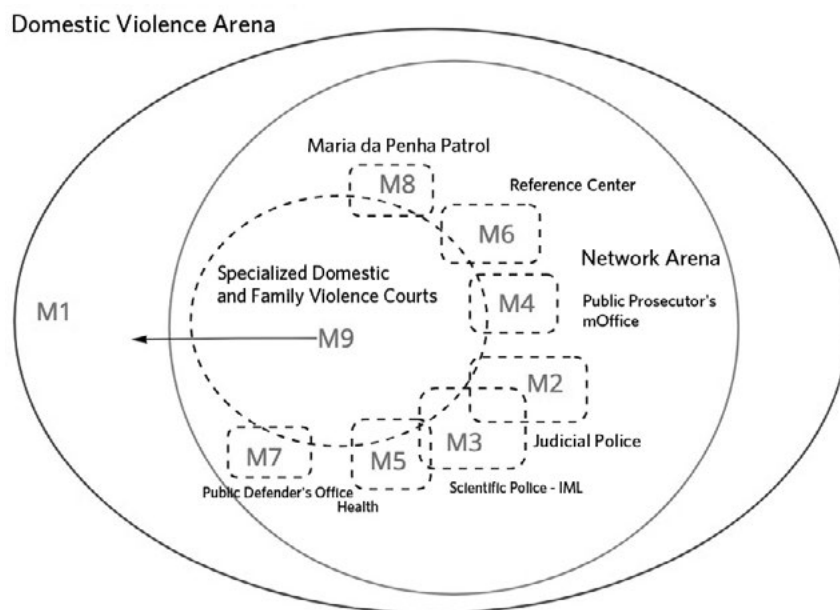 Domestic Violence Arena
Maria da Penha Patrol
M8
Reference Center
M6
Network Arena
Specialized Domestic
and Family Violence Courts
M4
Public Prosecutor's
mOffice
M1
M9
M2
M3
Judicial Police
M7
M5
Scientific Police - IML
Public Defender's Office
Health